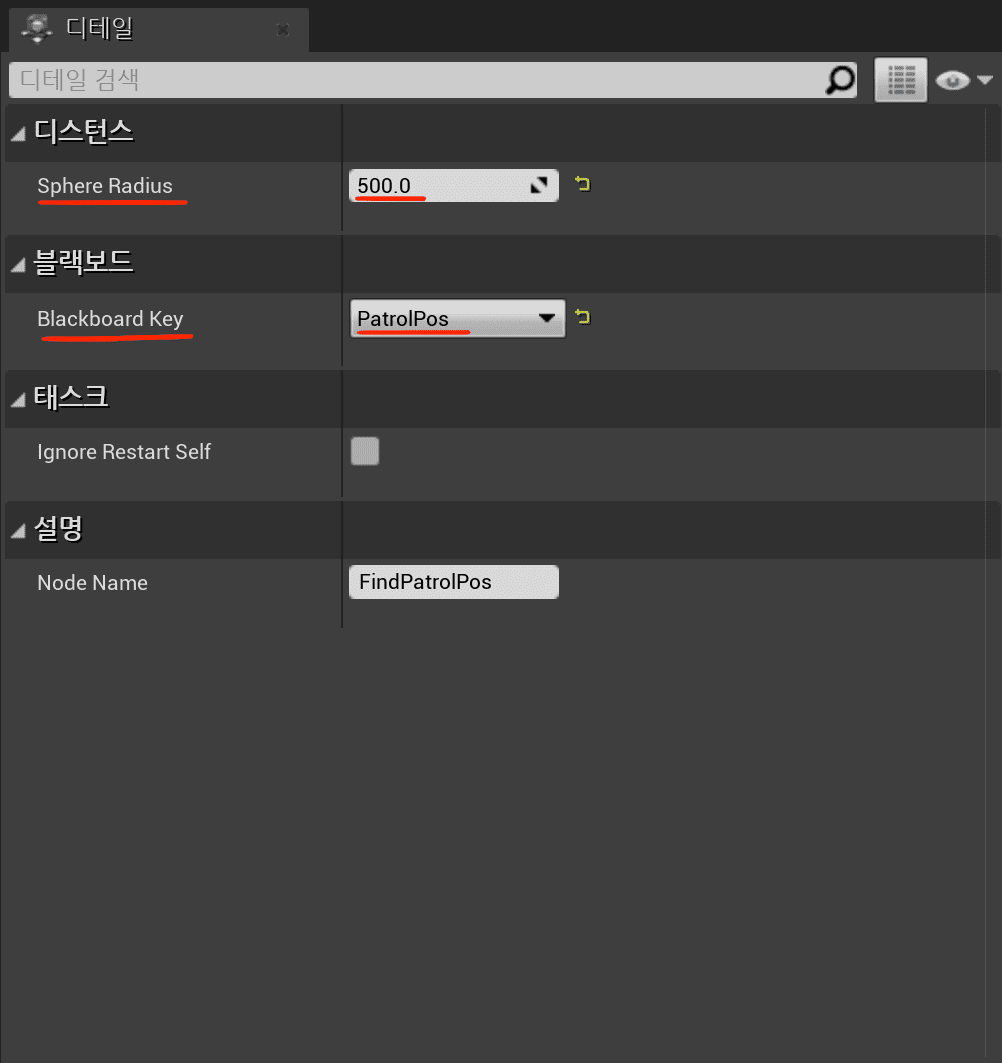 디테일
디테일 검색
디스턴스
Sphere Radius 500.0
블랙보드
Blackboard Key PatrolPos
태스크
Ignore Restart Self
설명
Node Name FindPatrolPos